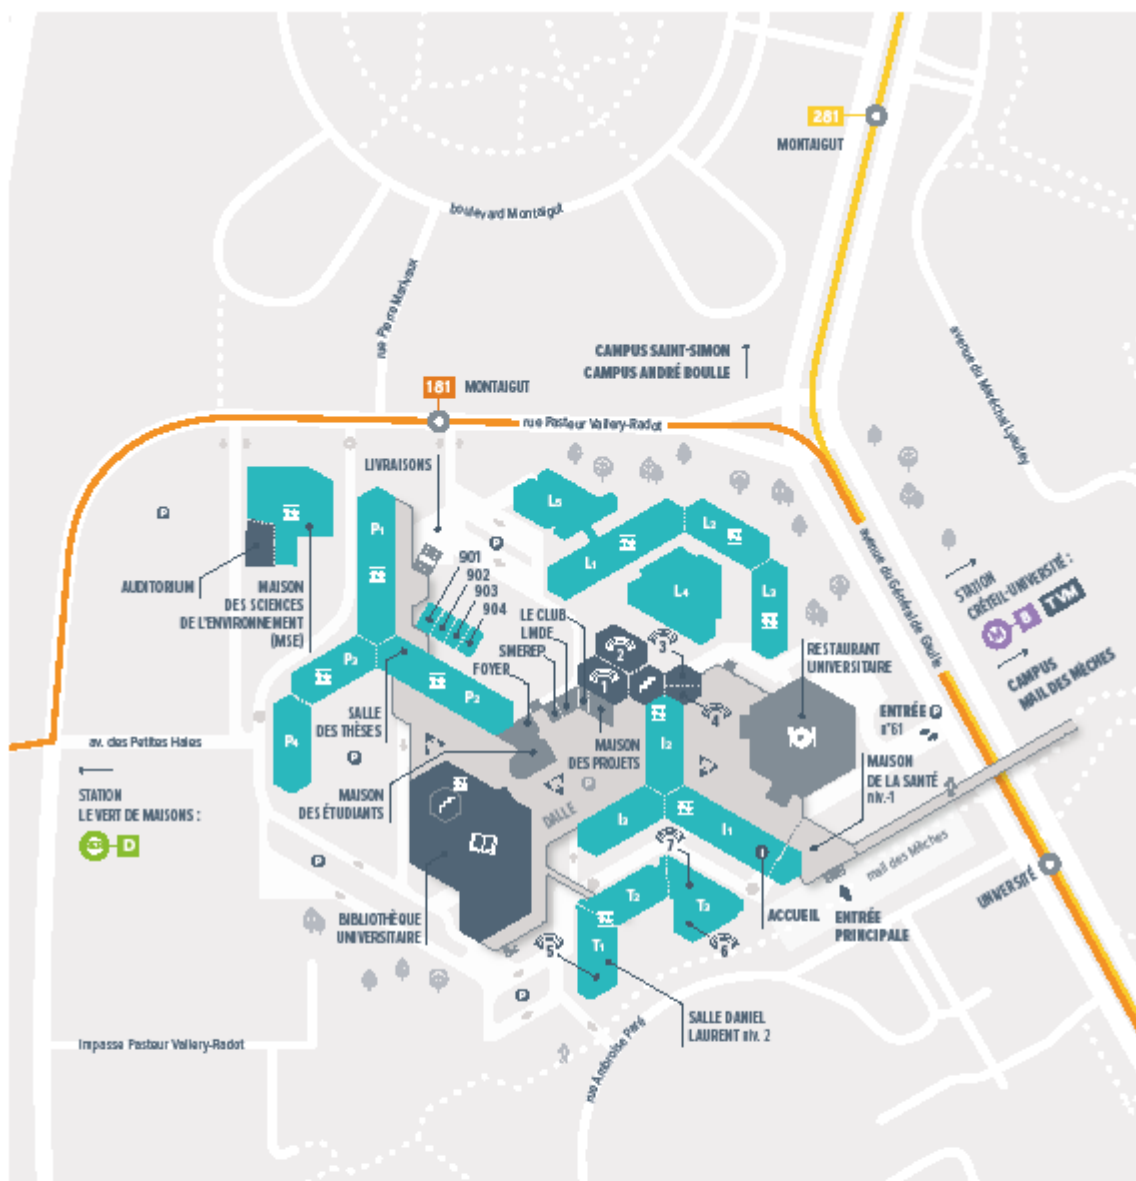 281
MONTAIGUT
boulevard Montaigut
rue Pierre Marivaux
avenue du Maréchal Lyautey
CAMPUS SAINT-SIMON
CAMPUS ANDRÉ BOULLE
181 MONTAIGUT
rue Pasteur Vallery-Radot
LIVRAISONS
P
P1
L5
L2
L1
L4
L3
P
avenue du Général de Gaulle
STATION
CRÉTEIL-UNIVERSITÉ :
M 8 TVM
CAMPUS
MAIL DES MÈCHES
901
902
903
904
AUDITORIUM
MAISON
DES SCIENCES
DE L'ENVIRONNEMENT
(MSE)
LE CLUB
LMDE
SMEREP
FOYER
2
3
1
4
RESTAURANT
UNIVERSITAIRE
P3
P2
P4
SALLE
DES THÈSES
ENTRÉE P
n°61
av. des Petites Haies
P
MAISON
DES PROJETS
I2
MAISON
DE LA SANTÉ
niv.-1
STATION
LE VERT DE MAISONS :
RER D
MAISON
DES ÉTUDIANTS
P
DALLE
I3
I1
7
I
mail des Mèches
UNIVERSITÉ
P
T2
T3
ACCUEIL
ENTRÉE
PRINCIPALE
BIBLIOTHÈQUE
UNIVERSITAIRE
5
T1
6
P
SALLE DANIEL
LAURENT niv. 2
Impasse Pasteur Vallery-Radot
rue Ambroise Paré